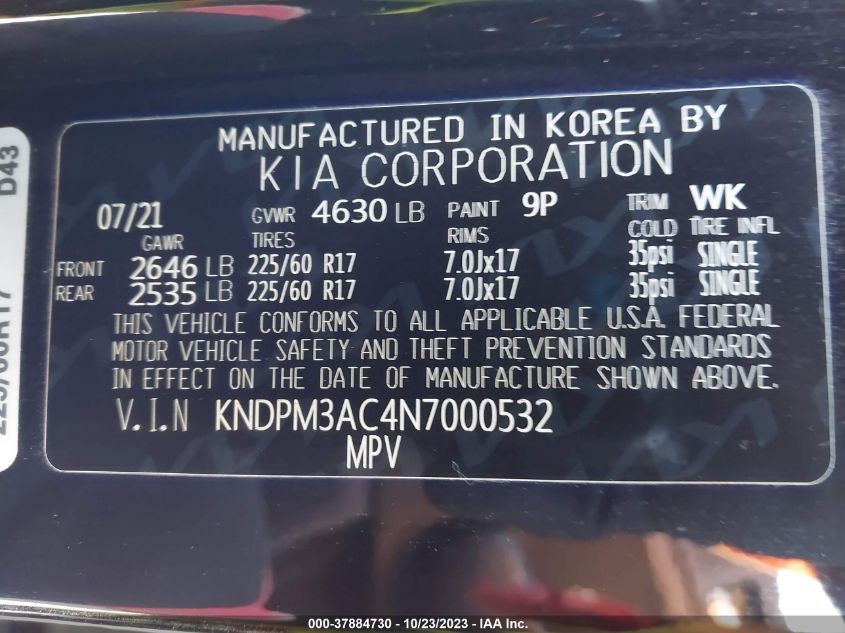 MANUFACTURED IN KOREA BY
KIA CORPORATION
07/21 GVWR 4630 LB PAINT 9P TRIM WK
GAWR TIRES RIMS COLD TIRE INFL
FRONT 2646 LB 225/60 R17 7.0Jx17 35psi SINGLE
REAR 2535 LB 225/60 R17 7.0Jx17 35psi SINGLE
THIS VEHICLE CONFORMS TO ALL APPLICABLE U.S.A. FEDERAL
MOTOR VEHICLE SAFETY AND THEFT PREVENTION STANDARDS
IN EFFECT ON THE DATE OF MANUFACTURE SHOWN ABOVE.
V.I.N KNDPM3AC4N7000532
MPV
D43
000-37884730 - 10/23/2023 - IAA Inc.